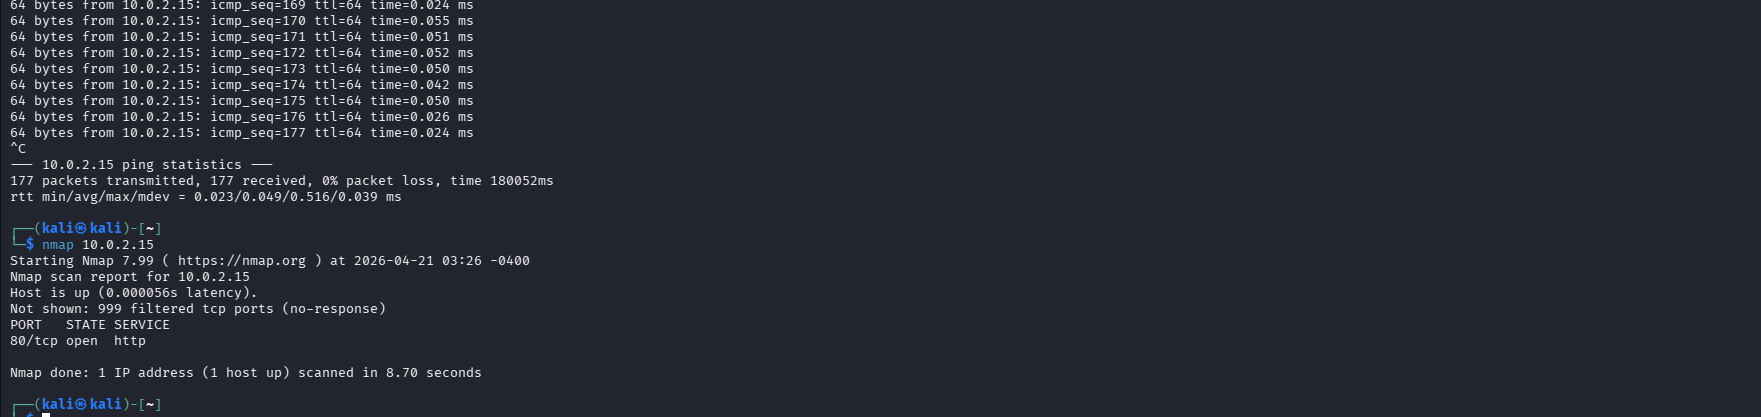 64 bytes from 10.0.2.15: icmp_seq=169 ttl=64 time=0.024 ms
64 bytes from 10.0.2.15: icmp_seq=170 ttl=64 time=0.055 ms
64 bytes from 10.0.2.15: icmp_seq=171 ttl=64 time=0.051 ms
64 bytes from 10.0.2.15: icmp_seq=172 ttl=64 time=0.052 ms
64 bytes from 10.0.2.15: icmp_seq=173 ttl=64 time=0.050 ms
64 bytes from 10.0.2.15: icmp_seq=174 ttl=64 time=0.042 ms
64 bytes from 10.0.2.15: icmp_seq=175 ttl=64 time=0.050 ms
64 bytes from 10.0.2.15: icmp_seq=176 ttl=64 time=0.026 ms
64 bytes from 10.0.2.15: icmp_seq=177 ttl=64 time=0.024 ms
^C
--- 10.0.2.15 ping statistics ---
177 packets transmitted, 177 received, 0% packet loss, time 180052ms
rtt min/avg/max/mdev = 0.023/0.049/0.516/0.039 ms
┌──(kali㉿kali)-[~]
└─$ nmap 10.0.2.15
Starting Nmap 7.99 ( https://nmap.org ) at 2026-04-21 03:26 -0400
Nmap scan report for 10.0.2.15
Host is up (0.000056s latency).
Not shown: 999 filtered tcp ports (no-response)
PORT   STATE SERVICE
80/tcp open  http
Nmap done: 1 IP address (1 host up) scanned in 8.70 seconds
┌──(kali㉿kali)-[~]
└─$